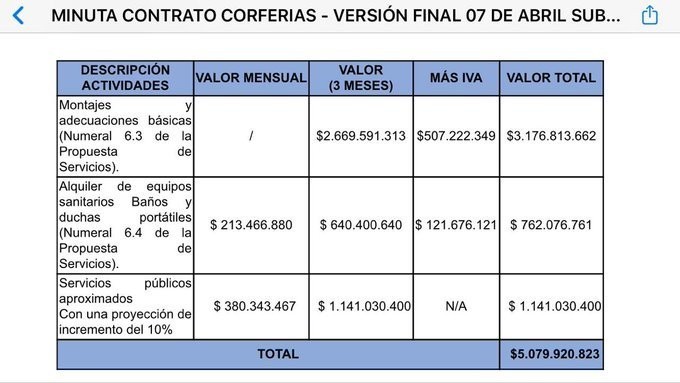 MINUTA CONTRATO CORFERIAS - VERSIÓN FINAL 07 DE ABRIL SUB...
DESCRIPCIÓN
ACTIVIDADES
VALOR MENSUAL
VALOR
(3 MESES)
MÁS IVA
VALOR TOTAL
Montajes y
adecuaciones básicas
(Numeral 6.3 de la
Propuesta de
Servicios).
/
$2.669.591.313
$507.222.349
$3.176.813.662
Alquiler de equipos
sanitarios Baños y
duchas portátiles
(Numeral 6.4 de la
Propuesta de
Servicios).
$ 213.466.880
$ 640.400.640
$ 121.676.121
$ 762.076.761
Servicios públicos
aproximados
Con una proyección de
incremento del 10%
$ 380.343.467
$ 1.141.030.400
N/A
$ 1.141.030.400
TOTAL
$5.079.920.823